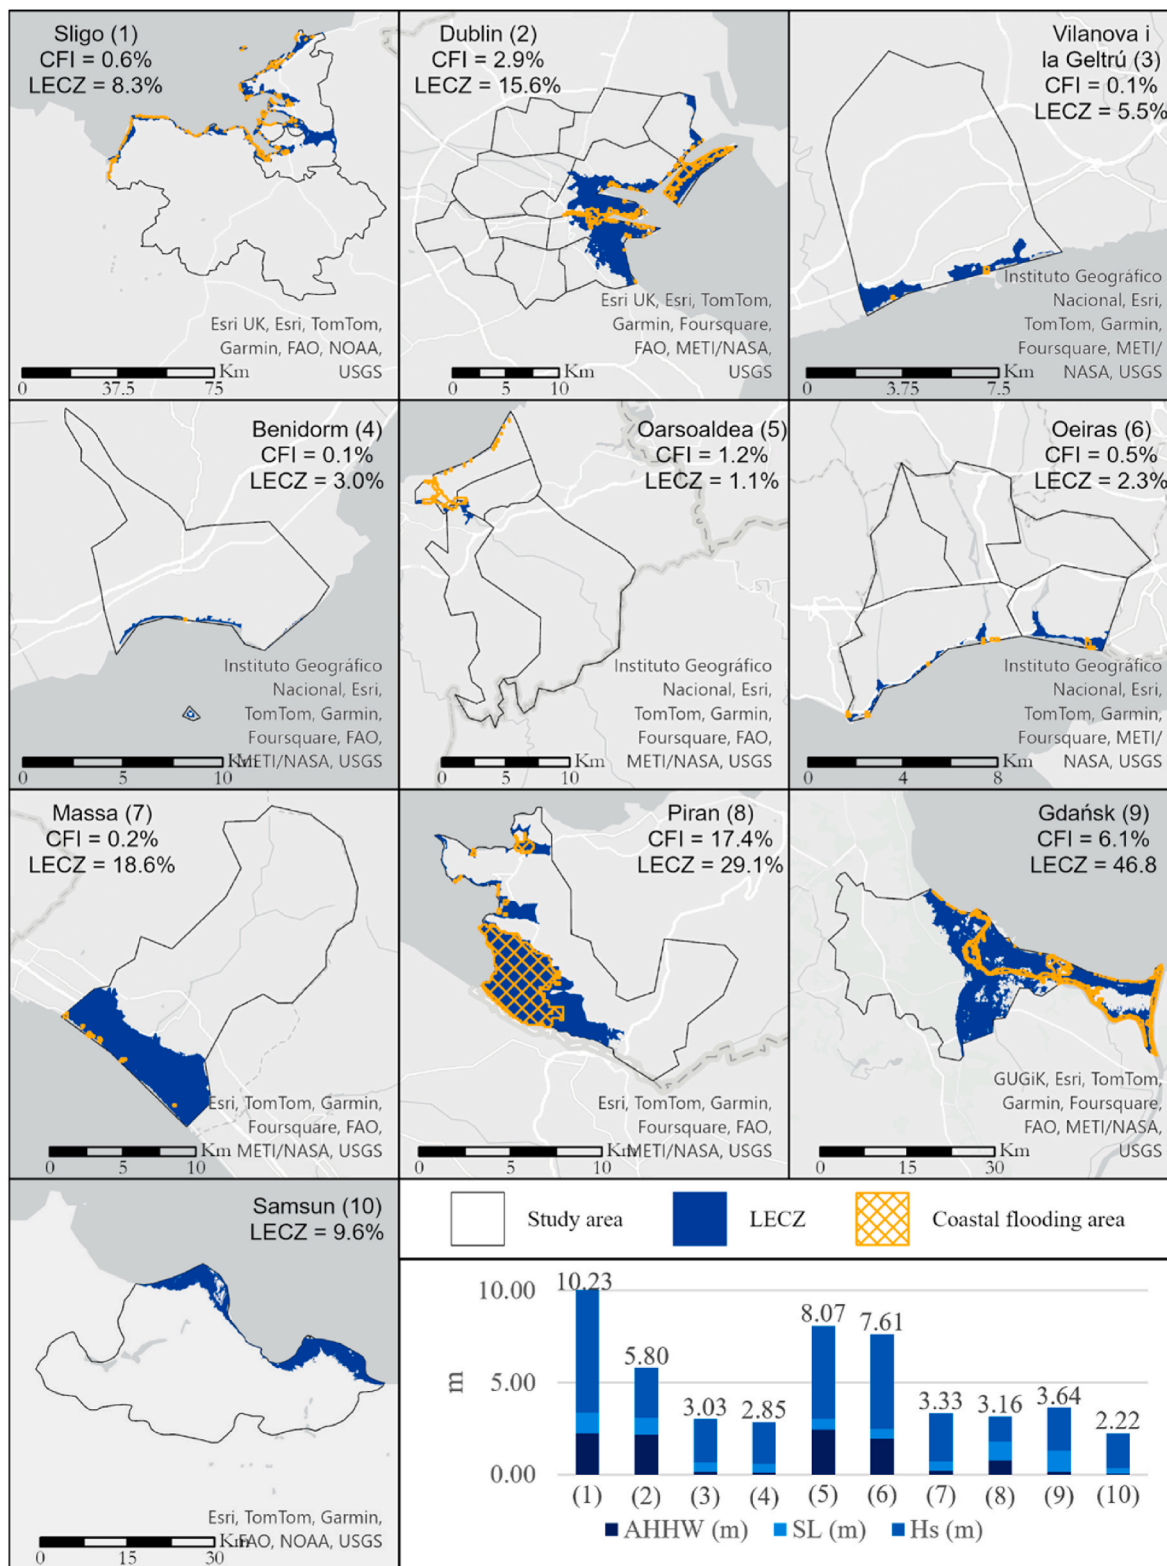 Sligo (1)
CFI = 0.6%
LECZ = 8.3%
Esri UK, Esri, TomTom,
Garmin, FAO, NOAA,
USGS
Km
0 37.5 75
Dublin (2)
CFI = 2.9%
LECZ = 15.6%
Esri UK, Esri, TomTom,
Garmin, Foursquare,
FAO, METI/NASA,
USGS
Km
0 5 10
Vilanova i
la Geltrú (3)
CFI = 0.1%
LECZ = 5.5%
Instituto Geográfico
Nacional, Esri,
TomTom, Garmin,
Foursquare, METI/
NASA, USGS
Km
0 3.75 7.5
Benidorm (4)
CFI = 0.1%
LECZ = 3.0%
Instituto Geográfico
Nacional, Esri,
TomTom, Garmin,
Foursquare, FAO,
Km METI/NASA, USGS
0 5 10
Oarsoaldea (5)
CFI = 1.2%
LECZ = 1.1%
Instituto Geográfico
Nacional, Esri,
TomTom, Garmin,
Foursquare, FAO,
Km METI/NASA, USGS
0 5 10
Oeiras (6)
CFI = 0.5%
LECZ = 2.3%
Instituto Geográfico
Nacional, Esri,
TomTom, Garmin,
Foursquare, METI/
NASA, USGS
Km
0 4 8
Massa (7)
CFI = 0.2%
LECZ = 18.6%
Esri, TomTom, Garmin,
Foursquare, FAO,
Km METI/NASA, USGS
0 5 10
Piran (8)
CFI = 17.4%
LECZ = 29.1%
Esri, TomTom, Garmin,
Foursquare, FAO,
Km METI/NASA, USGS
0 5 10
Gdańsk (9)
CFI = 6.1%
LECZ = 46.8
GUGiK, Esri, TomTom,
Garmin, Foursquare,
FAO, METI/NASA,
USGS
Km
0 15 30
Samsun (10)
LECZ = 9.6%
Esri, TomTom, Garmin,
Km FAO, NOAA, USGS
0 15 30
Study area LECZ Coastal flooding area
m
10.00
5.00
0.00
10.23 5.80 3.03 2.85 8.07 7.61 3.33 3.16 3.64 2.22
(1) (2) (3) (4) (5) (6) (7) (8) (9) (10)
AHHW (m) SL (m) Hs (m)